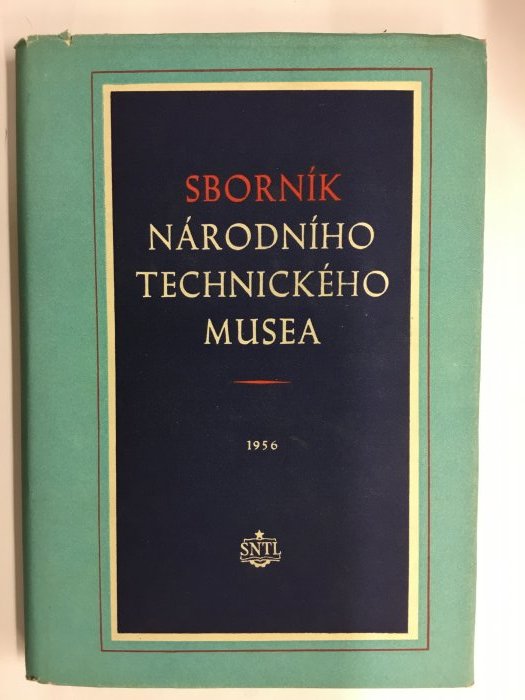 SBORNÍK
NÁRODNÍHO
TECHNICKÉHO
MUSEA
1956
SNTL